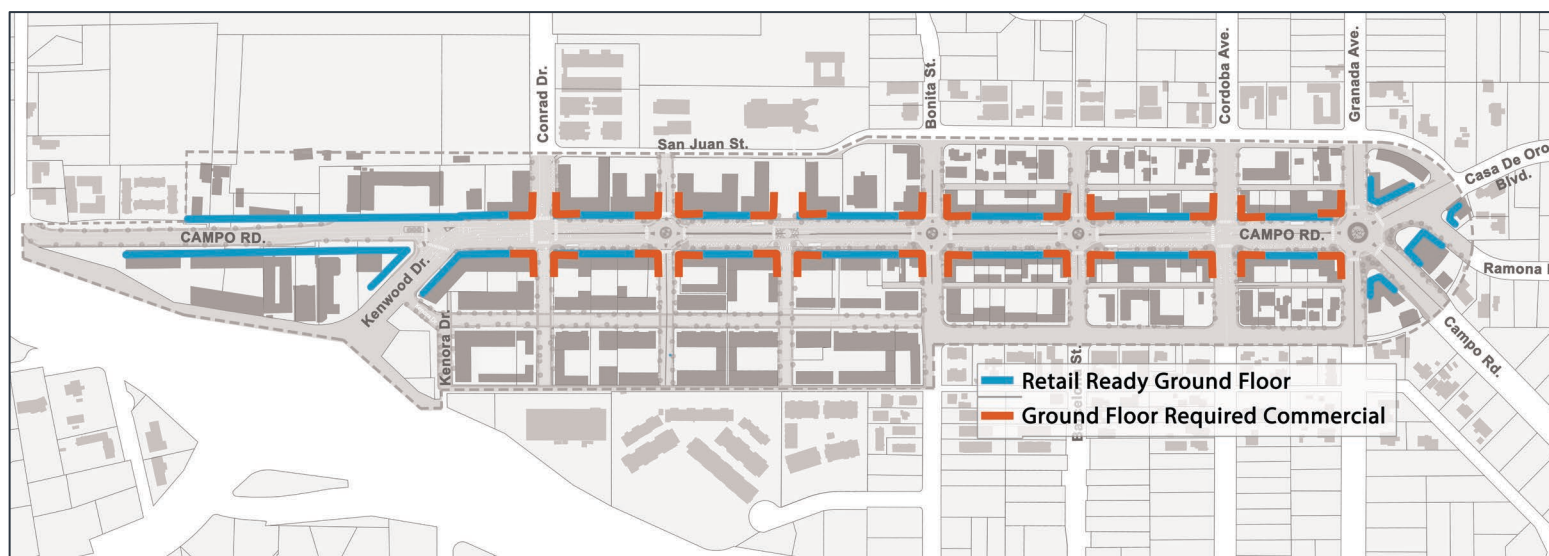 Conrad Dr.
Bonita St.
Cordoba Ave.
Granada Ave.
San Juan St.
Casa De Oro
Blvd.
CAMPO RD.
CAMPO RD.
Kenwood Dr.
Ramona
Kenora Dr.
Campo Rd.
St.
Retail Ready Ground Floor
Ground Floor Required Commercial